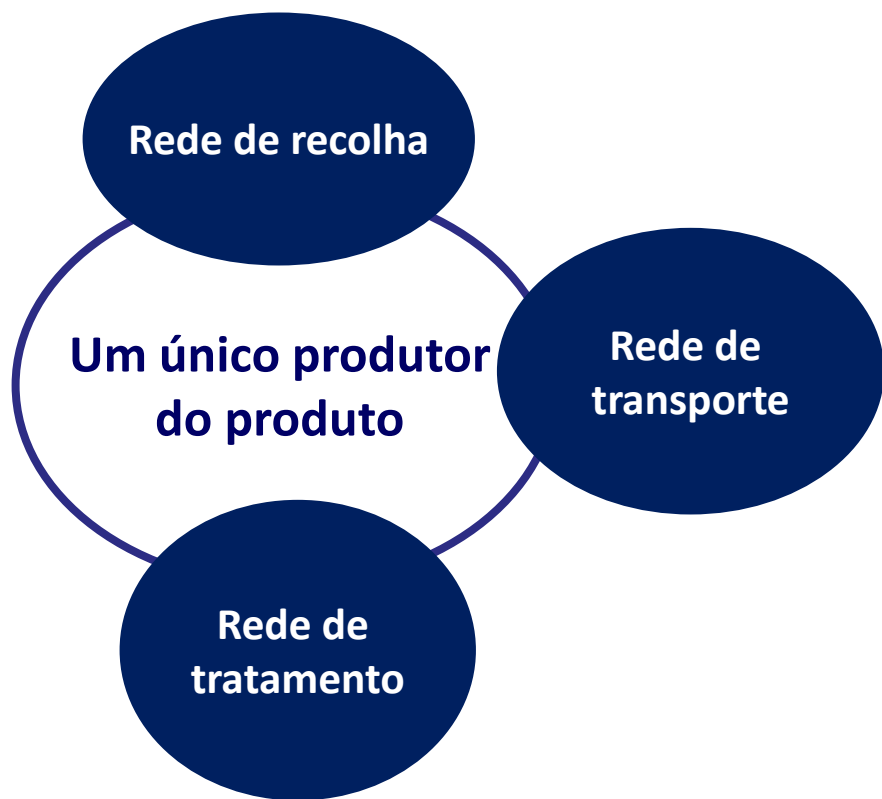 Rede de recolha
Um único produtor
do produto
Rede de
transporte
Rede de
tratamento